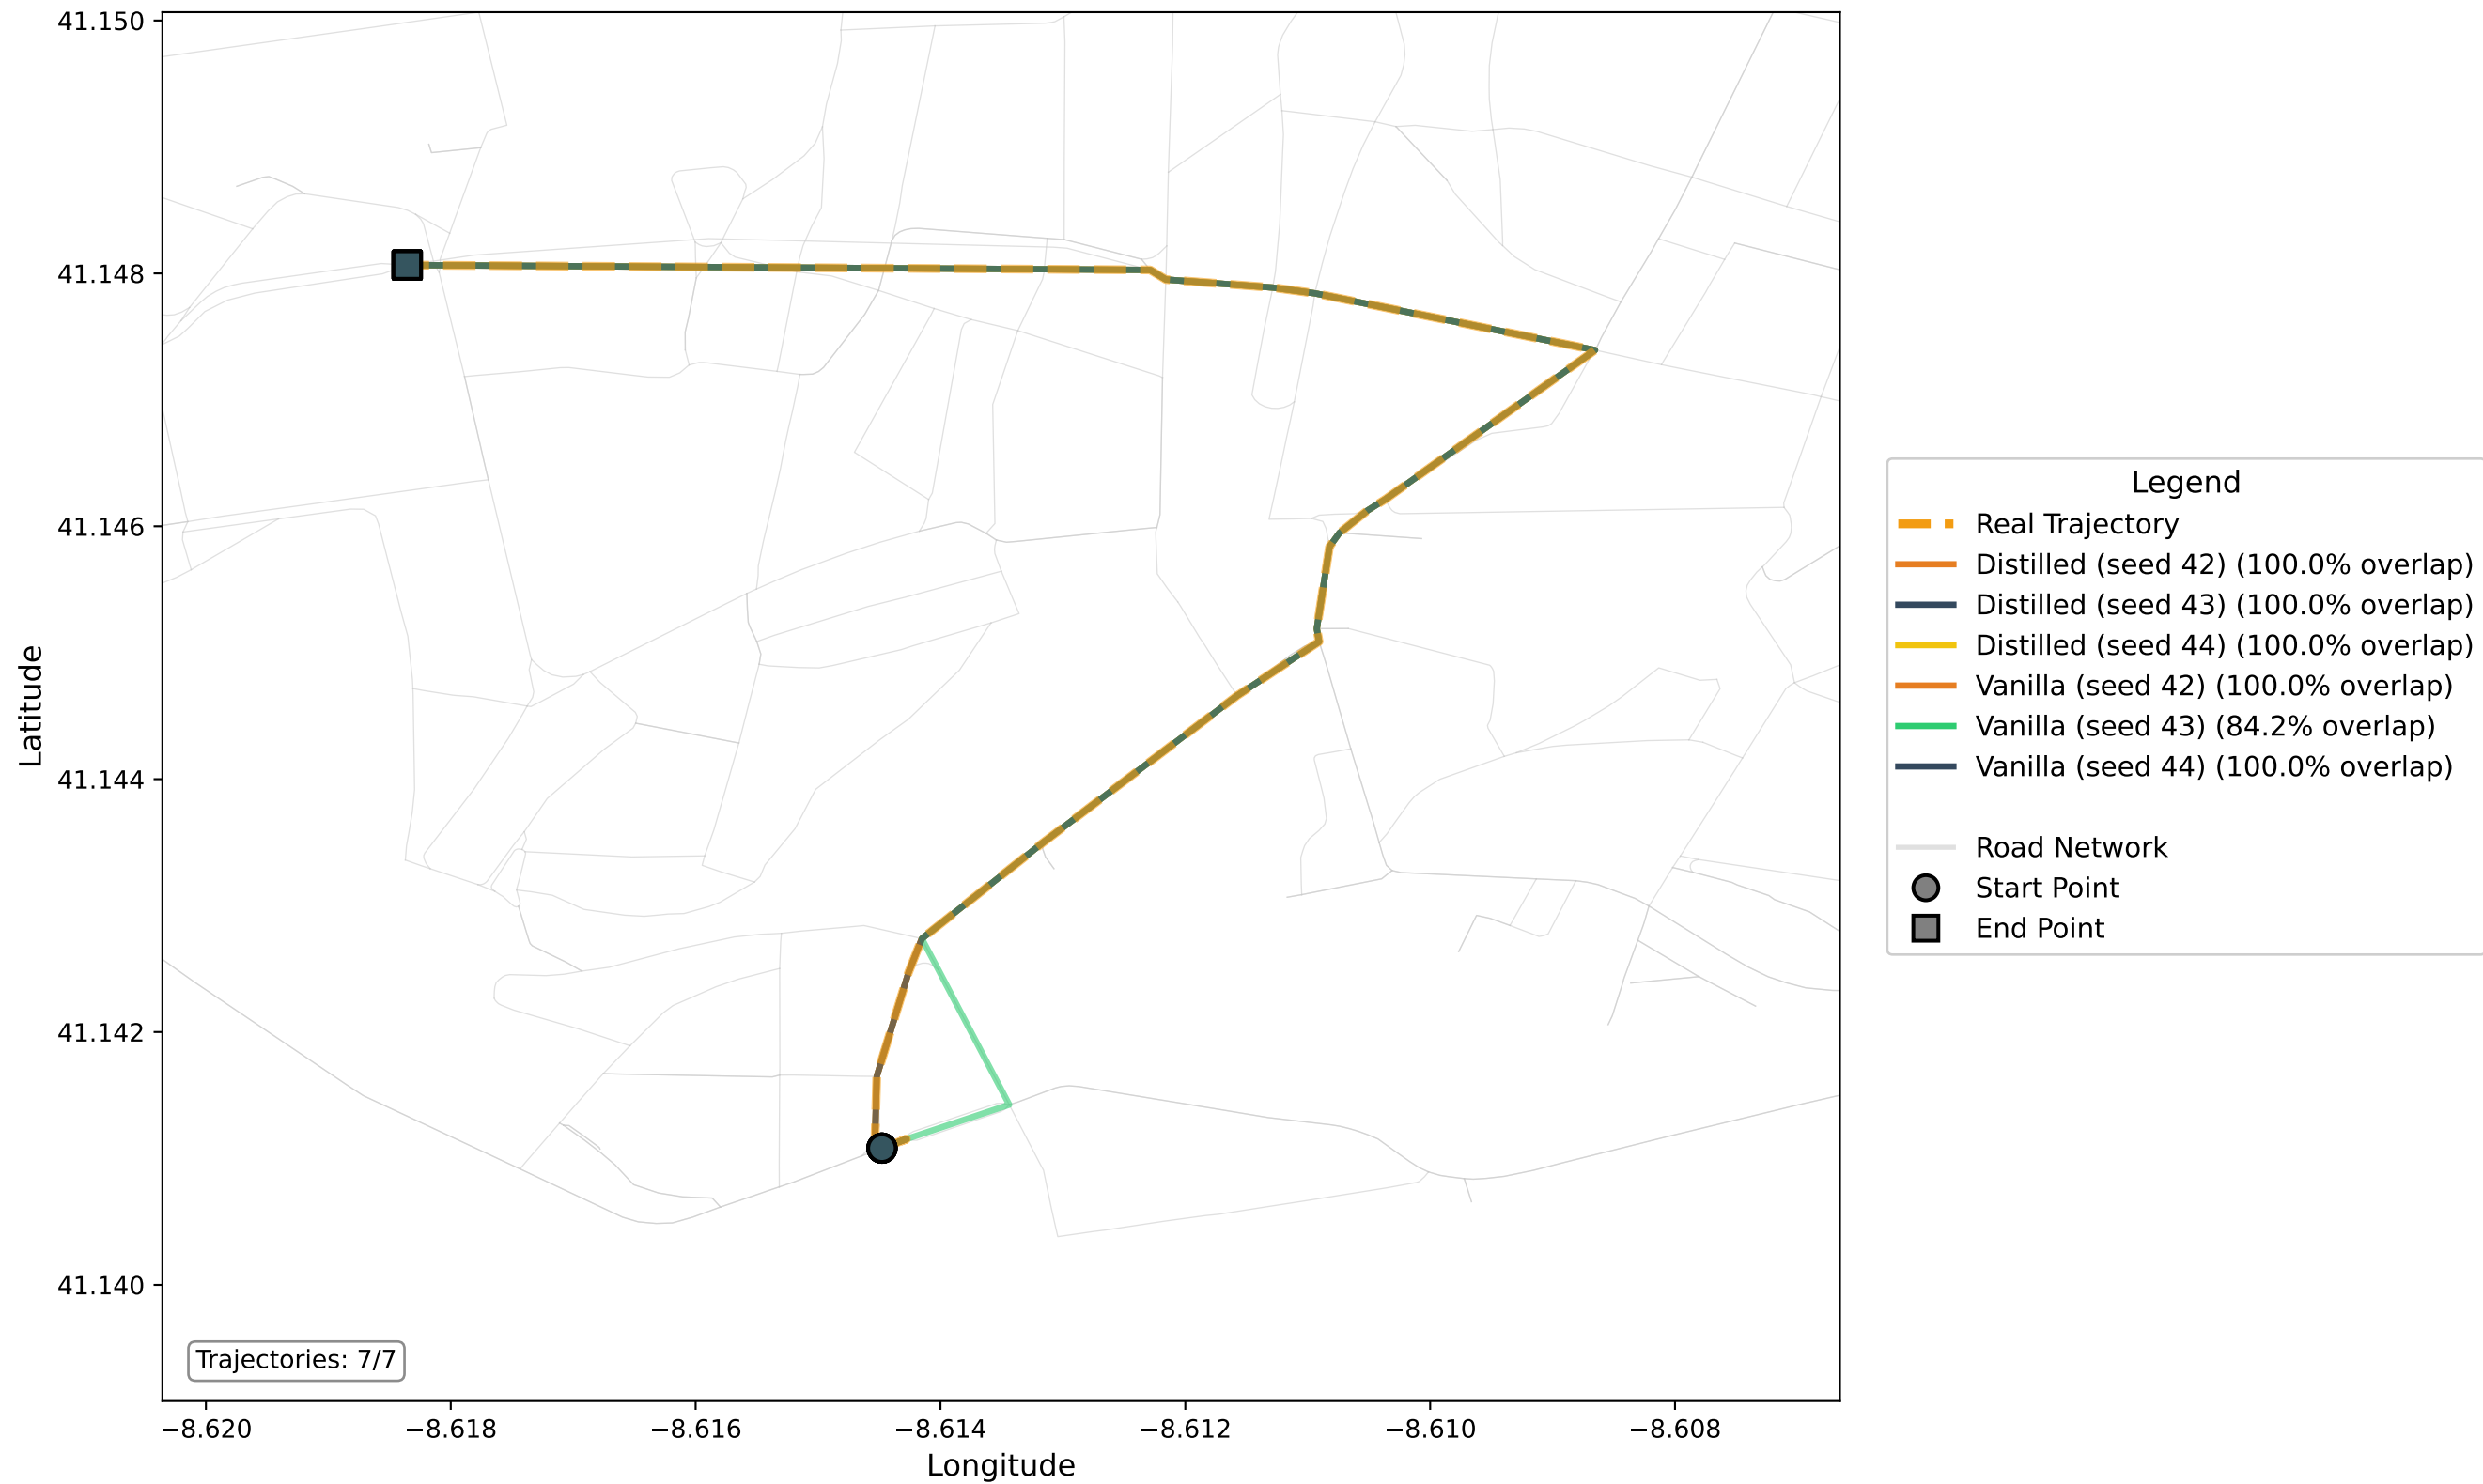 41.150
41.148
41.146
41.144
41.142
41.140
Latitude
−8.620
−8.618
−8.616
−8.614
−8.612
−8.610
−8.608
Longitude
Trajectories: 7/7
Legend
Real Trajectory
Distilled (seed 42) (100.0% overlap)
Distilled (seed 43) (100.0% overlap)
Distilled (seed 44) (100.0% overlap)
Vanilla (seed 42) (100.0% overlap)
Vanilla (seed 43) (84.2% overlap)
Vanilla (seed 44) (100.0% overlap)
Road Network
Start Point
End Point